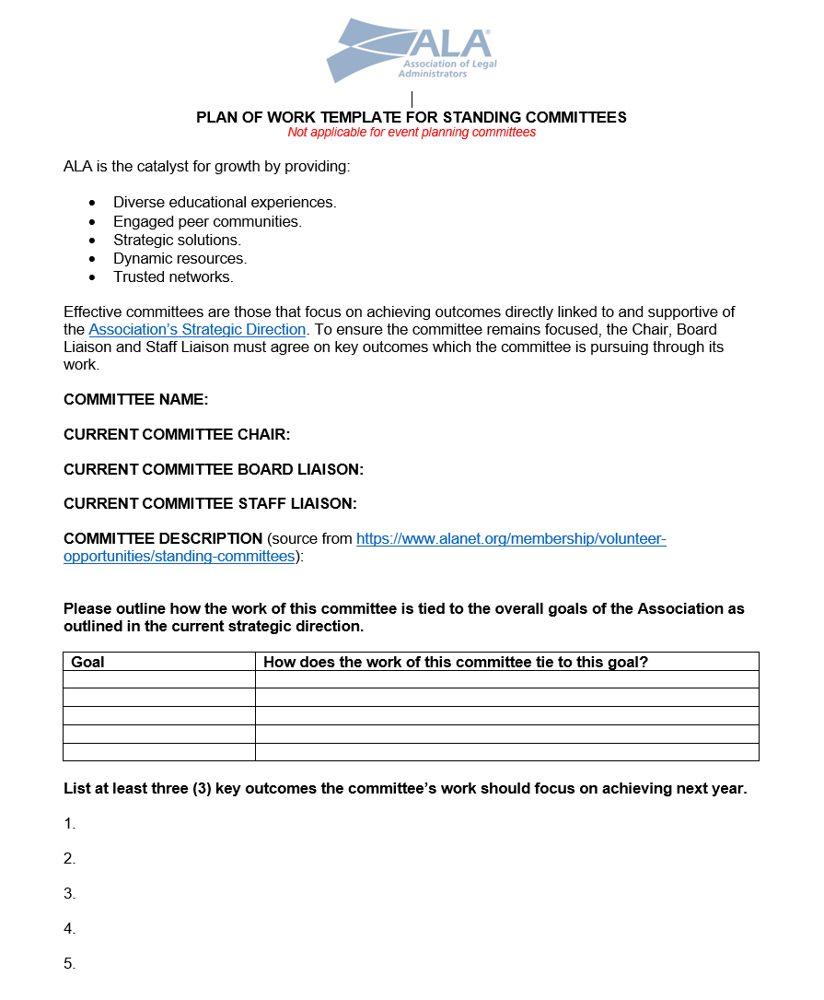 ALA®
Association of Legal
Administrators
PLAN OF WORK TEMPLATE FOR STANDING COMMITTEES
Not applicable for event planning committees
ALA is the catalyst for growth by providing:
• Diverse educational experiences.
• Engaged peer communities.
• Strategic solutions.
• Dynamic resources.
• Trusted networks.
Effective committees are those that focus on achieving outcomes directly linked to and supportive of
the Association’s Strategic Direction. To ensure the committee remains focused, the Chair, Board
Liaison and Staff Liaison must agree on key outcomes which the committee is pursuing through its
work.
COMMITTEE NAME:
CURRENT COMMITTEE CHAIR:
CURRENT COMMITTEE BOARD LIAISON:
CURRENT COMMITTEE STAFF LIAISON:
COMMITTEE DESCRIPTION (source from https://www.alanet.org/membership/volunteer-
opportunities/standing-committees):
Please outline how the work of this committee is tied to the overall goals of the Association as
outlined in the current strategic direction.
Goal How does the work of this committee tie to this goal?
List at least three (3) key outcomes the committee’s work should focus on achieving next year.
1.
2.
3.
4.
5.